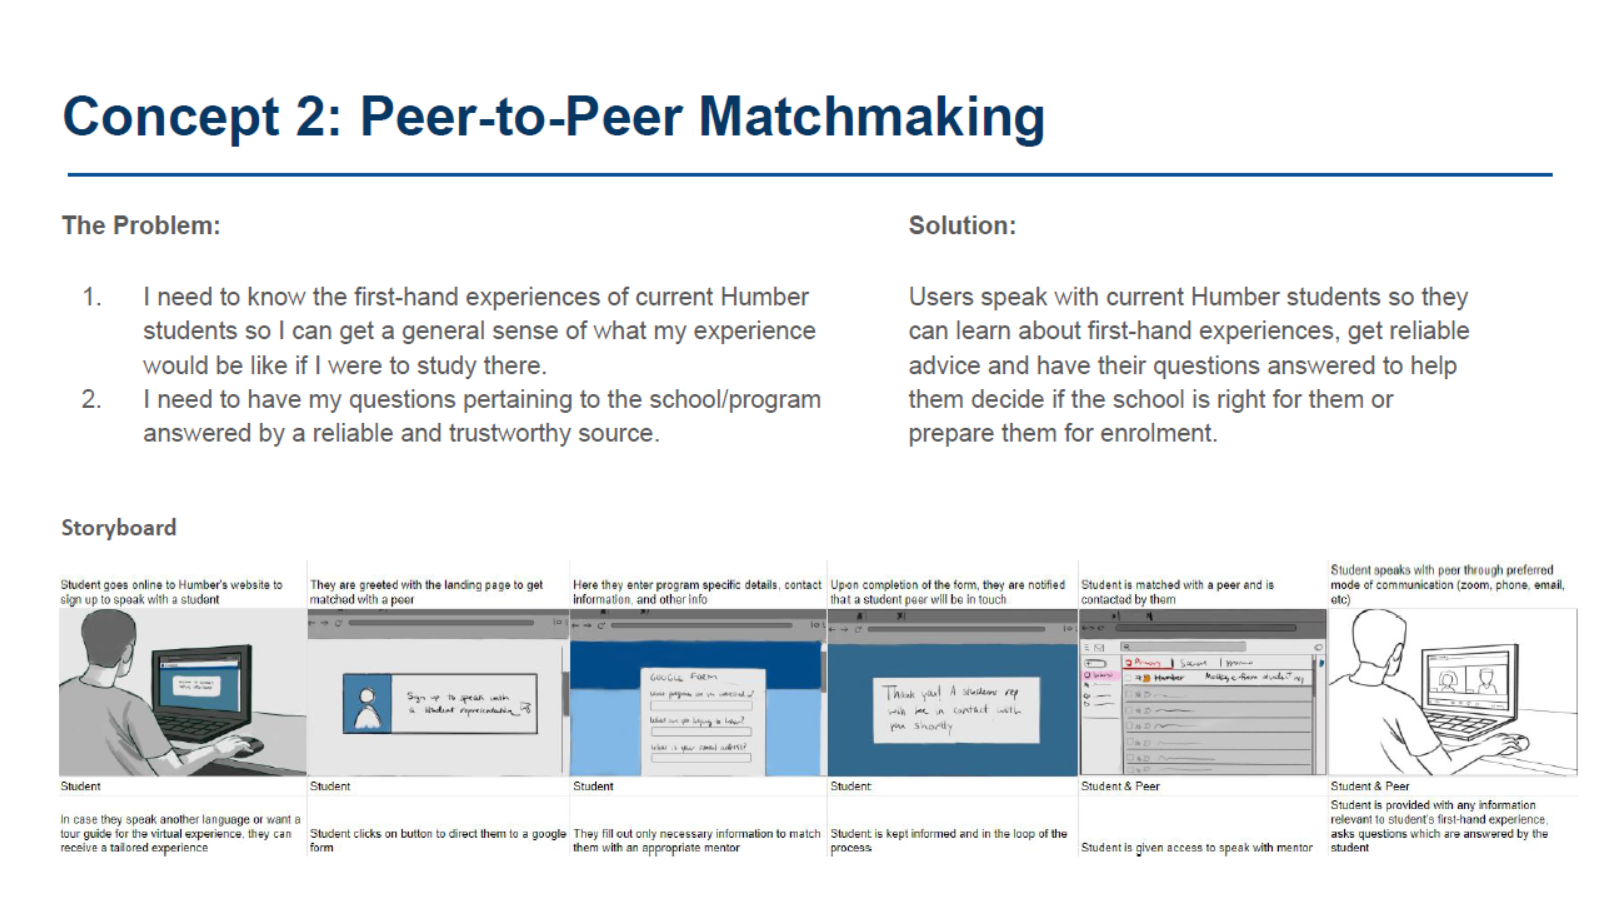 Concept 2: Peer-to-Peer Matchmaking
The Problem:
1. I need to know the first-hand experiences of current Humber
students so I can get a general sense of what my experience
would be like if I were to study there.
2. I need to have my questions pertaining to the school/program
answered by a reliable and trustworthy source.
Solution:
Users speak with current Humber students so they
can learn about first-hand experiences, get reliable
advice and have their questions answered to help
them decide if the school is right for them or
prepare them for enrolment.
Storyboard
Student goes online to Humber's website to
sign up to speak with a student
They are greeted with the landing page to get
matched with a peer
Here they enter program specific details, contact
information, and other info
Upon completion of the form, they are notified
that a student peer will be in touch
Student is matched with a peer and is
contacted by them
Student speaks with peer through preferred
mode of communication (zoom, phone, email,
etc)
Sign up to speak with
a student representative
GOOGLE FORM
What is your email address?
Thank you! A student rep
will be in contact with
you shortly
Primary
Social
Humber
Message from student rep
Student
Student
Student
Student
Student & Peer
Student & Peer
In case they speak another language or want a
tour guide for the virtual experience, they can
receive a tailored experience
Student clicks on button to direct them to a google
form
They fill out only necessary information to match
them with an appropriate mentor
Student is kept informed and in the loop of the
process
Student is given access to speak with mentor
Student is provided with any information
relevant to student's first-hand experience,
asks questions which are answered by the
student